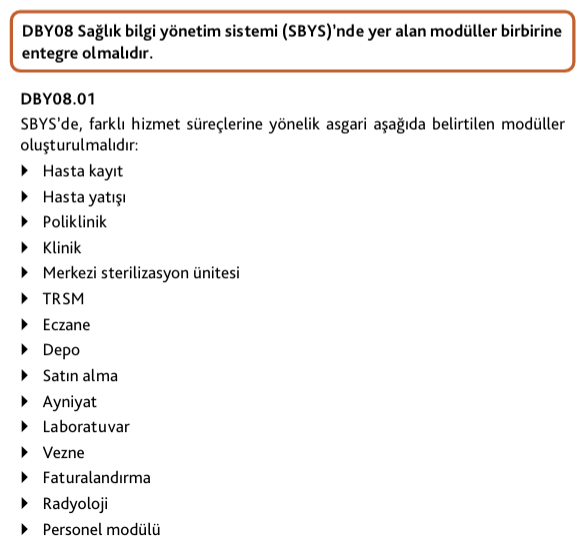 DBY08 Sağlık bilgi yönetim sistemi (SBYS)'nde yer alan modüller birbirine
entegre olmalıdır.
DBY08.01
SBYS'de, farklı hizmet süreçlerine yönelik asgari aşağıda belirtilen modüller
oluşturulmalıdır:
Hasta kayıt
Hasta yatışı
Poliklinik
Klinik
Merkezi sterilizasyon ünitesi
TRSM
Eczane
Depo
Satın alma
Ayniyat
Laboratuvar
Vezne
Faturalandırma
Radyoloji
Personel modülü